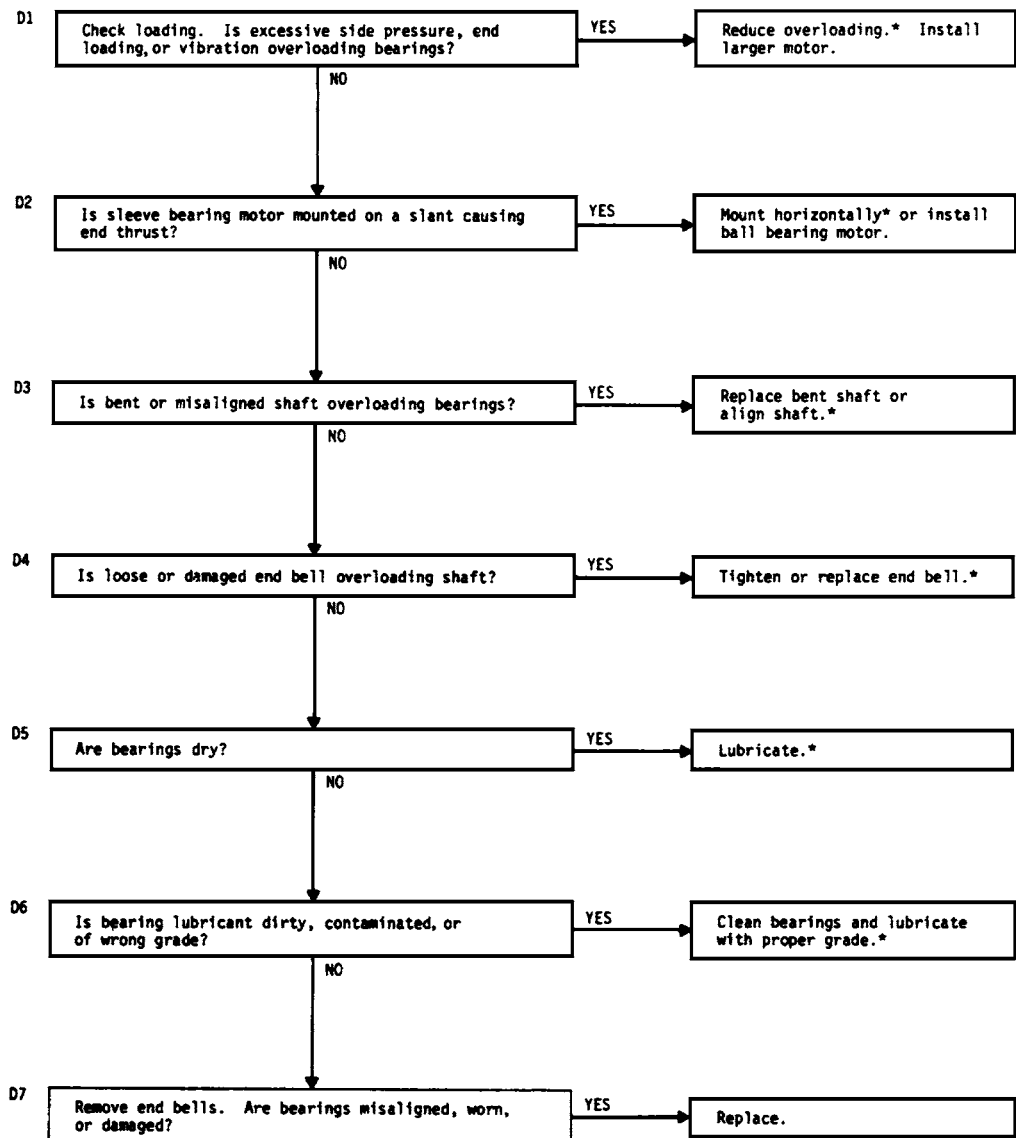 D1
Check loading. Is excessive side pressure, end
loading, or vibration overloading bearings?
YES
Reduce overloading.* Install
larger motor.
NO
D2
Is sleeve bearing motor mounted on a slant causing
end thrust?
YES
Mount horizontally* or install
ball bearing motor.
NO
D3
Is bent or misaligned shaft overloading bearings?
YES
Replace bent shaft or
align shaft.*
NO
D4
Is loose or damaged end bell overloading shaft?
YES
Tighten or replace end bell.*
NO
D5
Are bearings dry?
YES
Lubricate.*
NO
D6
Is bearing lubricant dirty, contaminated, or
of wrong grade?
YES
Clean bearings and lubricate
with proper grade.*
NO
D7
Remove end bells. Are bearings misaligned, worn,
or damaged?
YES
Replace.